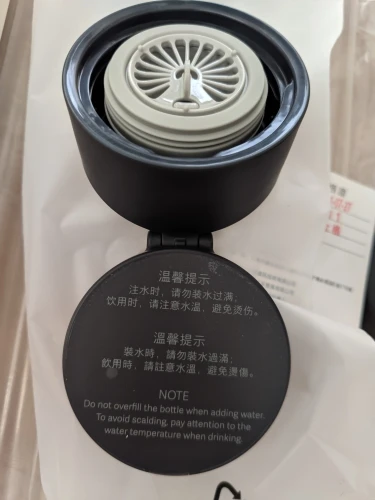 温馨提示
注水时，请勿装水过满；
饮用时，请注意水温，避免烫伤。
溫馨提示
裝水時，請勿裝水過滿；
飲用時，請註意水溫，避免燙傷。
NOTE
Do not overfill the bottle when adding water.
To avoid scalding, pay attention to the
water temperature when drinking.